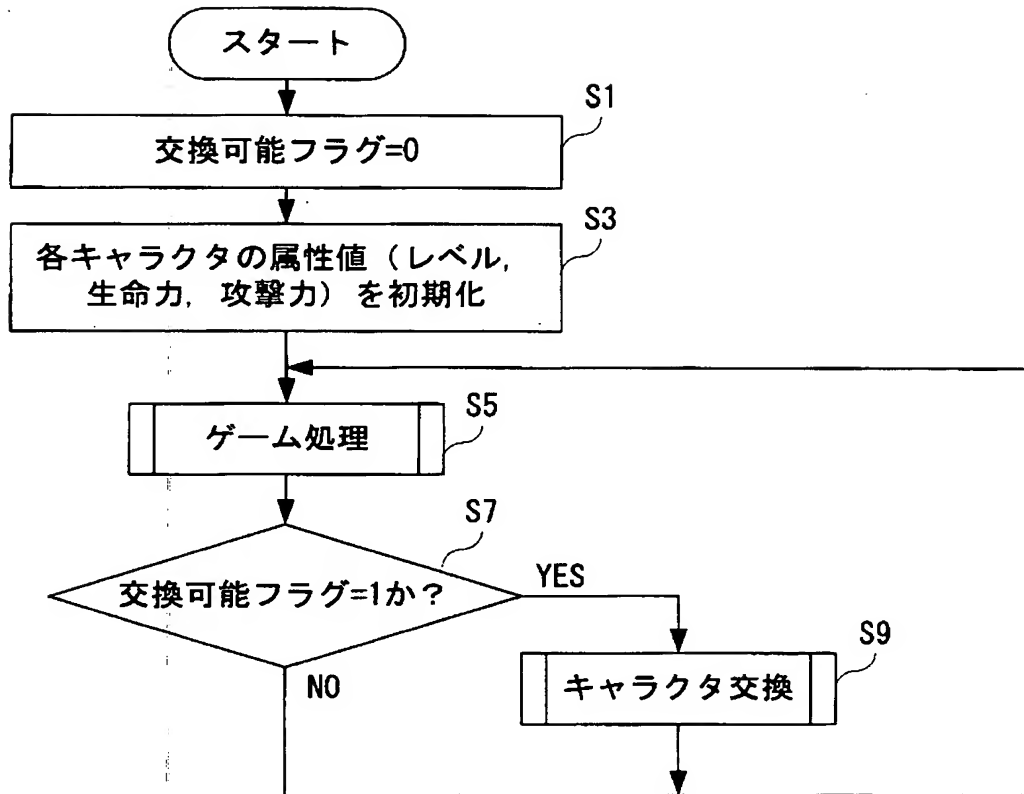 スタート
S1
交換可能フラグ=0
S3
各キャラクタの属性値（レベル,
生命力, 攻撃力）を初期化
S5
ゲーム処理
S7
交換可能フラグ=1か？
YES
S9
キャラクタ交換
NO